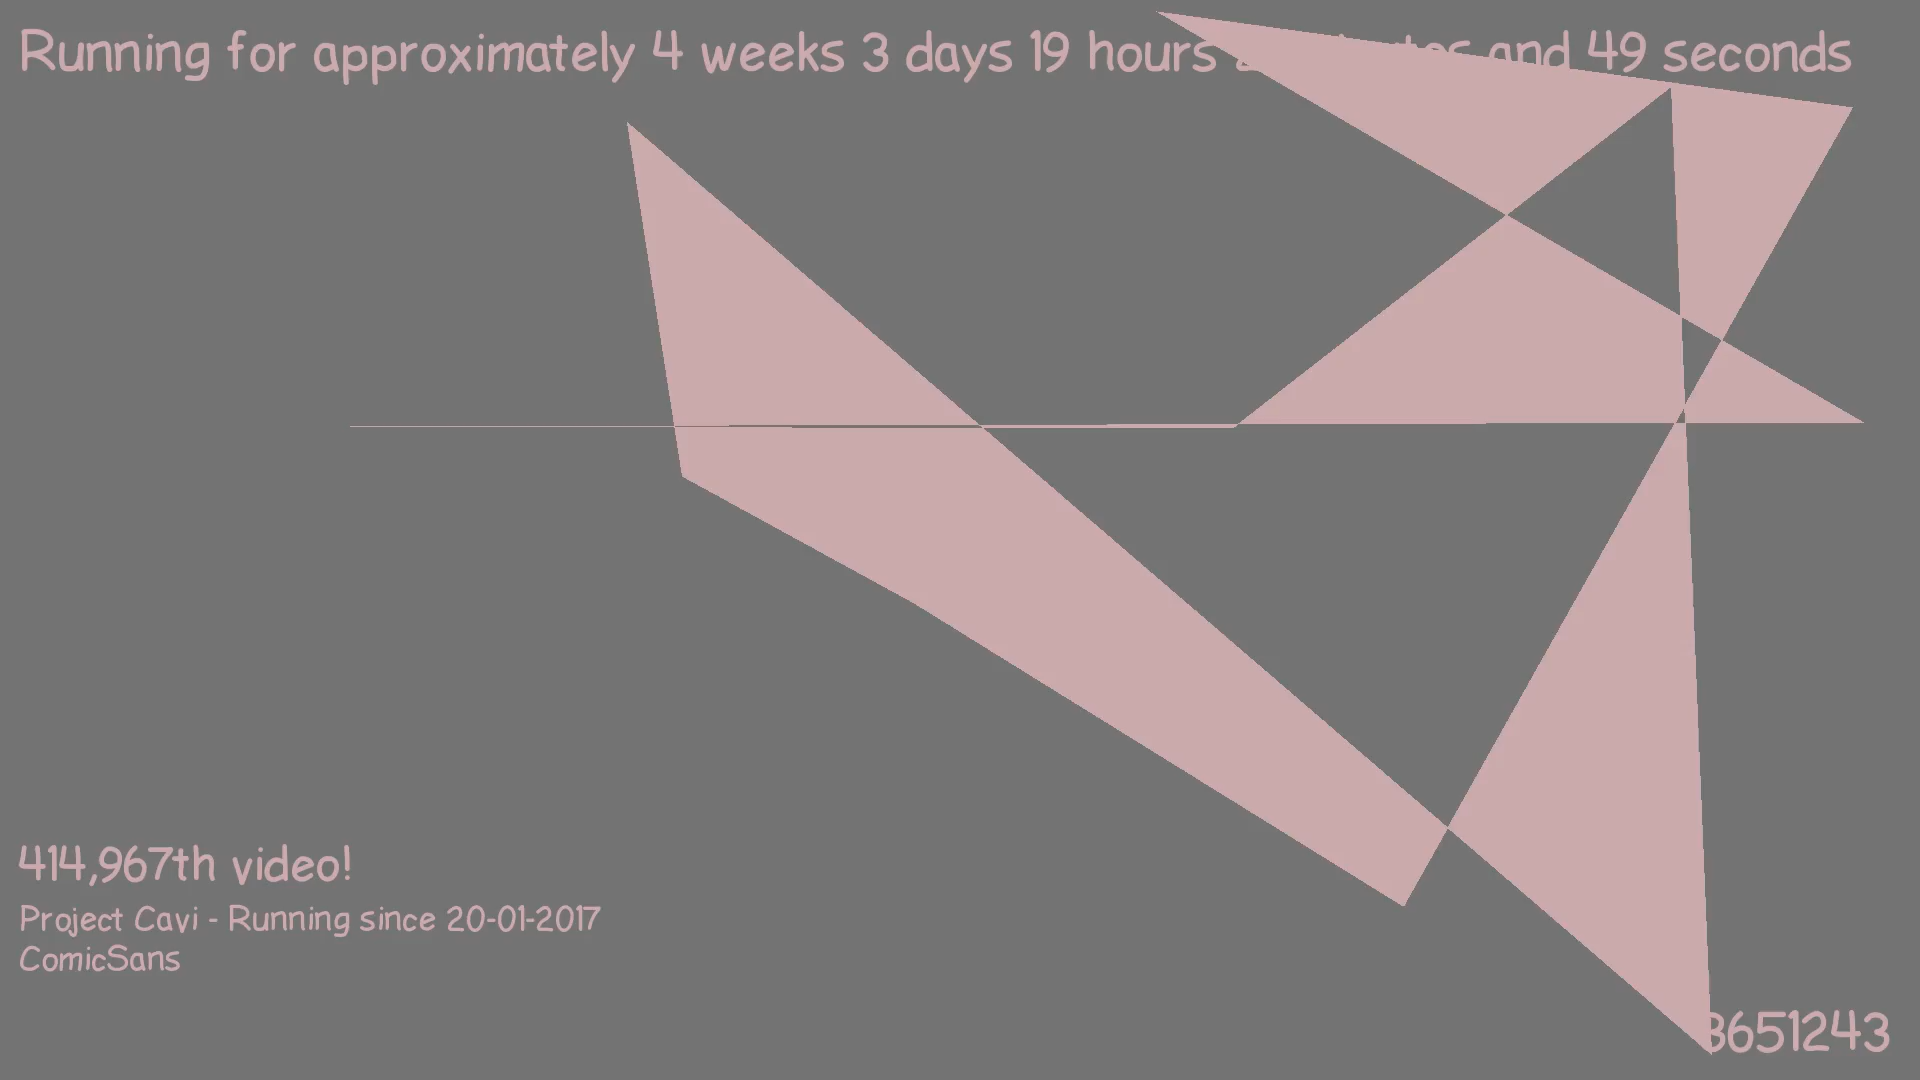 Running for approximately 4 weeks 3 days 19 hours and 49 seconds
414,967th video!
Project Cavi - Running since 20-01-2017
ComicSans
3651243